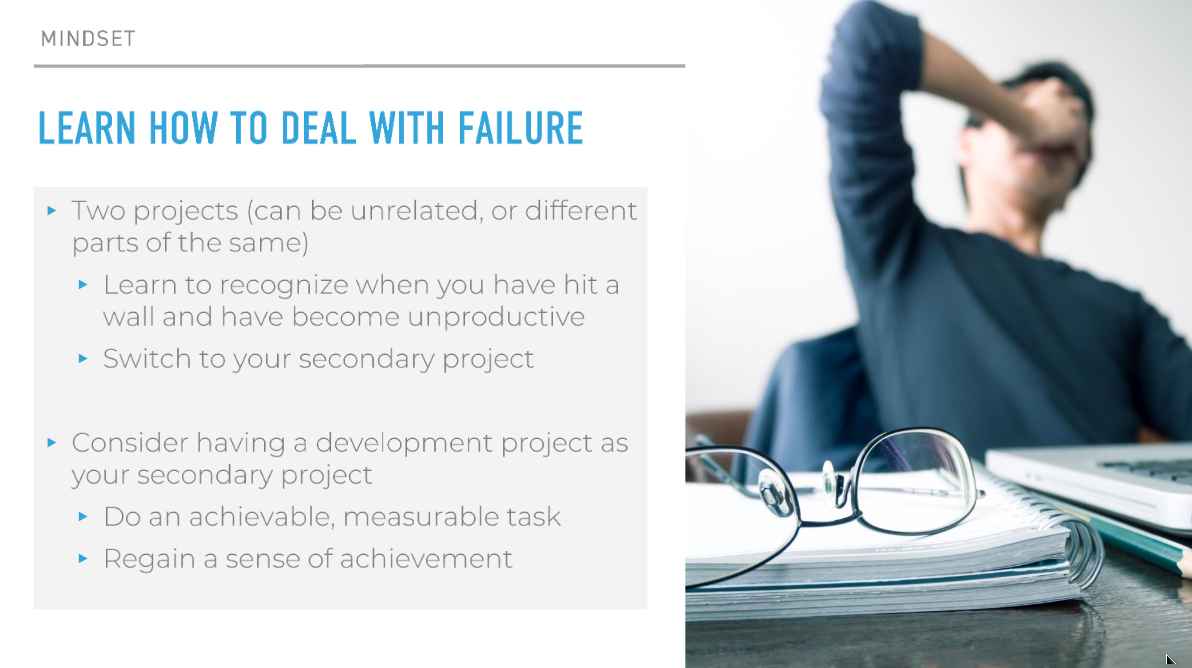 MINDSET
LEARN HOW TO DEAL WITH FAILURE
▸ Two projects (can be unrelated, or different
parts of the same)
▸ Learn to recognize when you have hit a
wall and have become unproductive
▸ Switch to your secondary project
▸ Consider having a development project as
your secondary project
▸ Do an achievable, measurable task
▸ Regain a sense of achievement